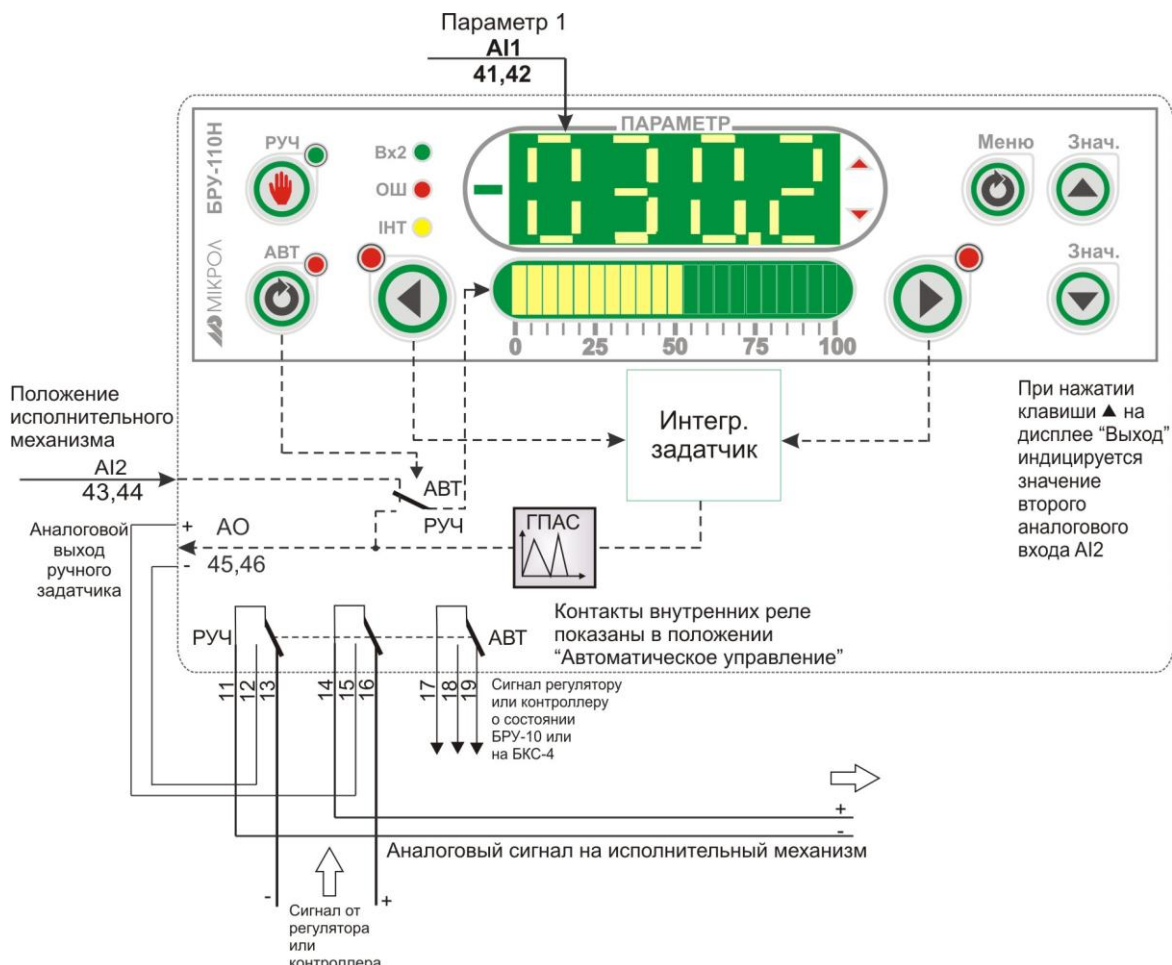 Параметр 1
AI1
41,42
БРУ-110Н
МІКРОЛ
РУЧ
Вх2
ОШ
ІНТ
АВТ
ПАРАМЕТР
030.2
Меню
Знач.
Знач.
0 25 50 75 100
Положение
исполнительного
механизма
AI2
43,44
АВТ
РУЧ
Интегр.
задатчик
При нажатии
клавиши ▲ на
дисплее “Выход”
индицируется
значение
второго
аналогового
входа AI2
Аналоговой
выход
ручного
задатчика
+
-
АО
45,46
ГПАС
Контакты внутренних реле
показаны в положении
“Автоматическое управление”
РУЧ
АВТ
11
12
13
14
15
16
17
18
19
Сигнал регулятору
или контроллеру
о состоянии
БРУ-10 или
на БКС-4
+
-
Аналоговый сигнал на исполнительный механизм
-
+
Сигнал от
регулятора
или
контроллера